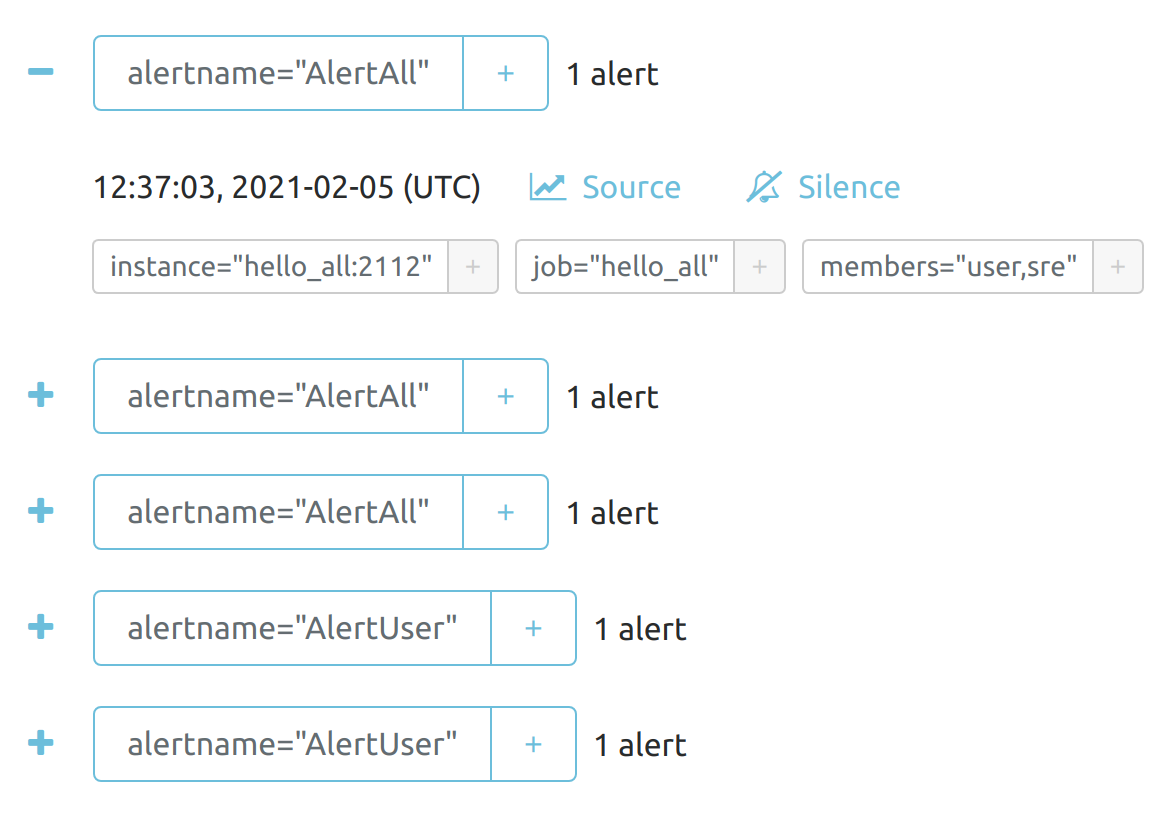 alertname="AlertAll" + 1 alert
12:37:03, 2021-02-05 (UTC) Source Silence
instance="hello_all:2112" + job="hello_all" + members="user,sre" +
alertname="AlertAll" + 1 alert
alertname="AlertAll" + 1 alert
alertname="AlertUser" + 1 alert
alertname="AlertUser" + 1 alert